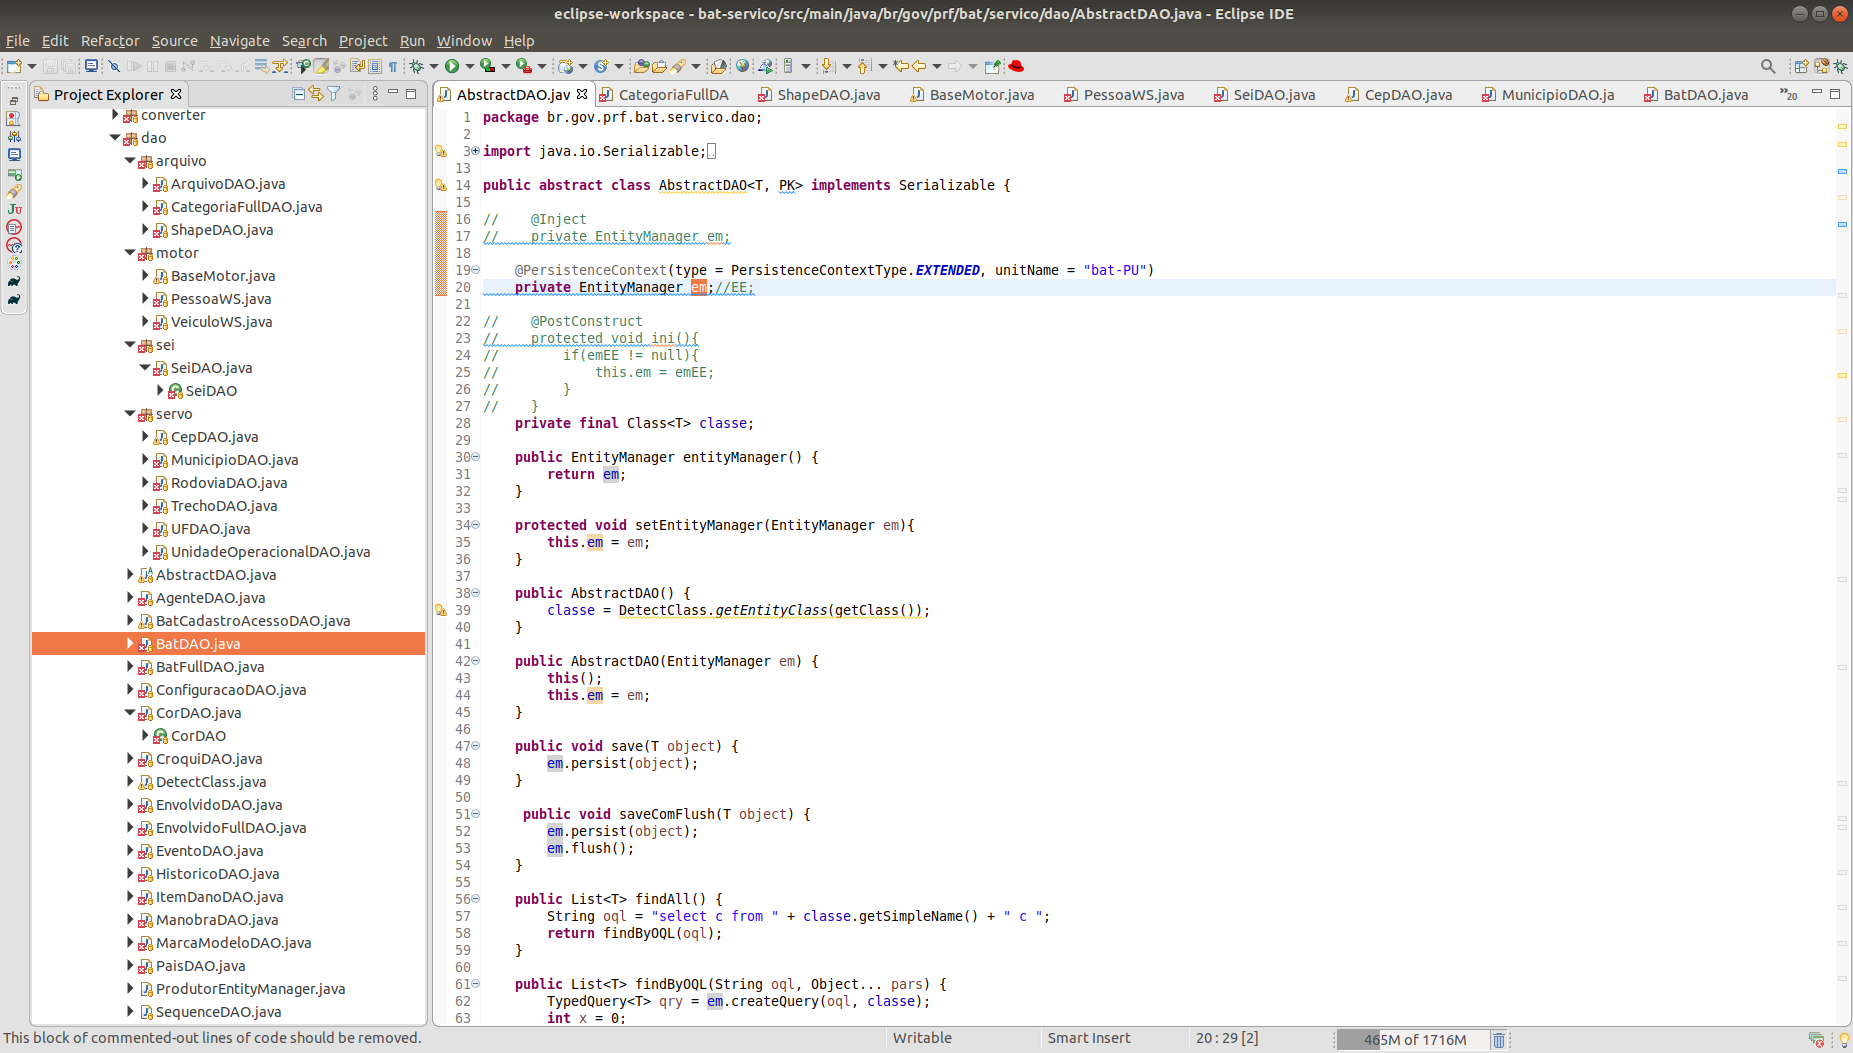 eclipse-workspace - bat-servico/src/main/java/br/gov/prf/bat/servico/dao/AbstractDAO.java - Eclipse IDE
File Edit Refactor Source Navigate Search Project Run Window Help
Project Explorer
converter
dao
arquivo
ArquivoDAO.java
CategoriaFullDAO.java
ShapeDAO.java
motor
BaseMotor.java
PessoaWS.java
VeiculoWS.java
sei
SeiDAO.java
SeiDAO
servo
CepDAO.java
MunicipioDAO.java
RodoviaDAO.java
TrechoDAO.java
UFDAO.java
UnidadeOperacionalDAO.java
AbstractDAO.java
AgenteDAO.java
BatCadastroAcessoDAO.java
BatDAO.java
BatFullDAO.java
ConfiguracaoDAO.java
CorDAO.java
CorDAO
CroquiDAO.java
DetectClass.java
EnvolvidoDAO.java
EnvolvidoFullDAO.java
EventoDAO.java
HistoricoDAO.java
ItemDanoDAO.java
ManobraDAO.java
MarcaModeloDAO.java
PaisDAO.java
ProdutorEntityManager.java
SequenceDAO.java
AbstractDAO.jav CategoriaFullDA ShapeDAO.java BaseMotor.java PessoaWS.java SeiDAO.java CepDAO.java MunicipioDAO.ja BatDAO.java »20
1 package br.gov.prf.bat.servico.dao;
2
3 import java.io.Serializable;
13
14 public abstract class AbstractDAO<T, PK> implements Serializable {
15
16 //    @Inject
17 //    private EntityManager em;
18
19     @PersistenceContext(type = PersistenceContextType.EXTENDED, unitName = "bat-PU")
20     private EntityManager em;//EE;
21
22 //    @PostConstruct
23 //    protected void ini(){
24 //        if(emEE != null){
25 //            this.em = emEE;
26 //        }
27 //    }
28     private final Class<T> classe;
29
30     public EntityManager entityManager() {
31         return em;
32     }
33
34     protected void setEntityManager(EntityManager em){
35         this.em = em;
36     }
37
38     public AbstractDAO() {
39         classe = DetectClass.getEntityClass(getClass());
40     }
41
42     public AbstractDAO(EntityManager em) {
43         this();
44         this.em = em;
45     }
46
47     public void save(T object) {
48         em.persist(object);
49     }
50
51      public void saveComFlush(T object) {
52         em.persist(object);
53         em.flush();
54     }
55
56     public List<T> findAll() {
57         String oql = "select c from " + classe.getSimpleName() + " c ";
58         return findByOQL(oql);
59     }
60
61     public List<T> findByOQL(String oql, Object... pars) {
62         TypedQuery<T> qry = em.createQuery(oql, classe);
63         int x = 0;
This block of commented-out lines of code should be removed. Writable Smart Insert 20 : 29 [2] 465M of 1716M